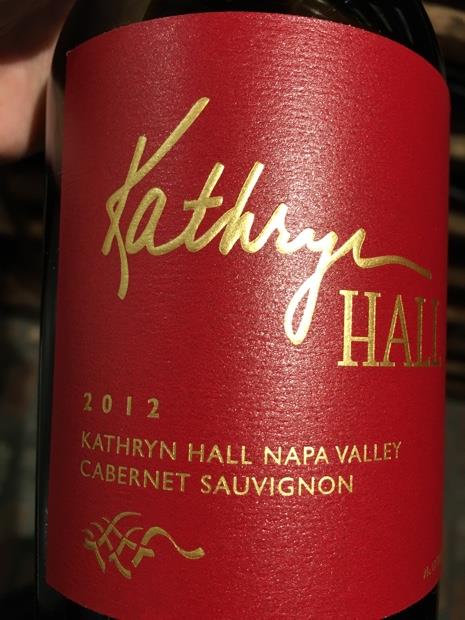 Kathryn
HALL
2012
KATHRYN HALL NAPA VALLEY
CABERNET SAUVIGNON